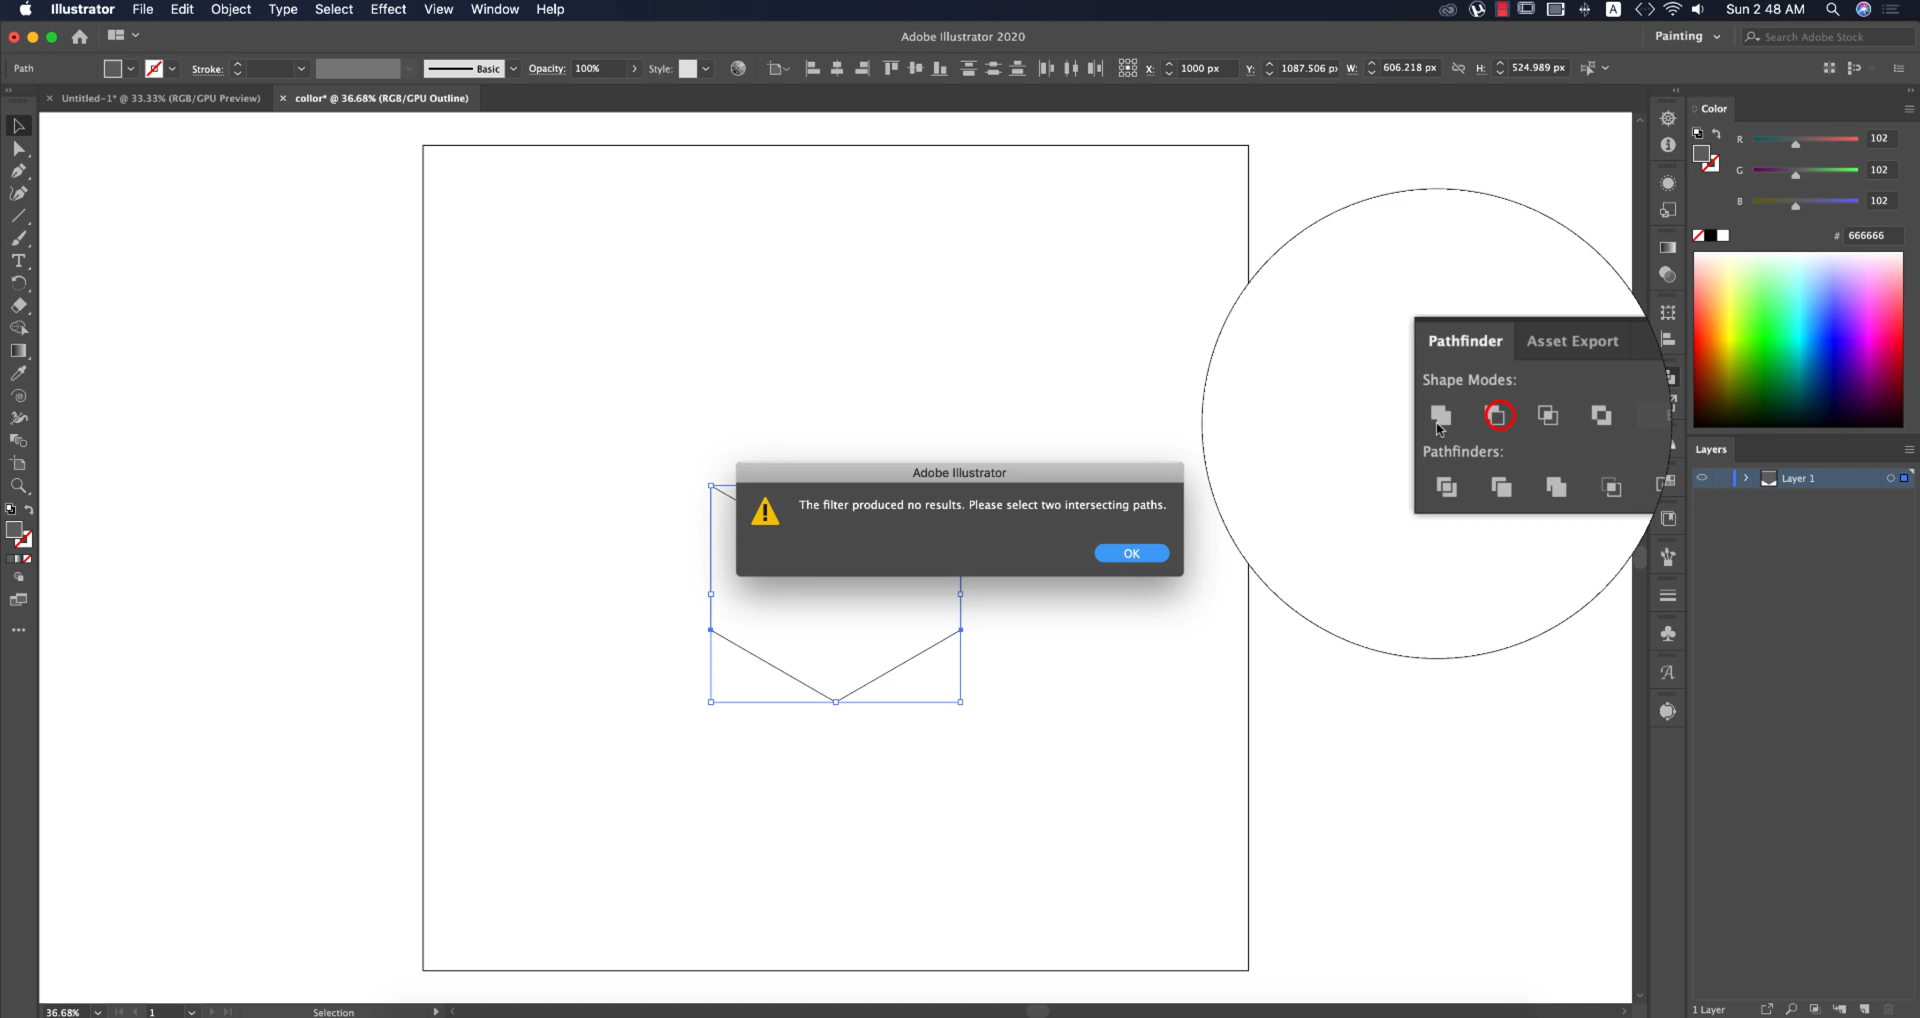 Illustrator File Edit Object Type Select Effect View Window Help
A Sun 2 48 AM
Adobe Illustrator 2020
Painting
Search Adobe Stock
Path
Stroke:
Basic
Opacity: 100%
Style:
X: 1000 px
Y: 1087.506 px
W: 606.218 px
H: 524.989 px
Untitled-1* @ 33.33% (RGB/GPU Preview)
collor* @ 36.68% (RGB/GPU Outline)
Color
R 102
G 102
B 102
# 666666
Pathfinder
Asset Export
Shape Modes:
Pathfinders:
Adobe Illustrator
The filter produced no results. Please select two intersecting paths.
OK
Layers
Layer 1
36.68%
1
Selection
1 Layer